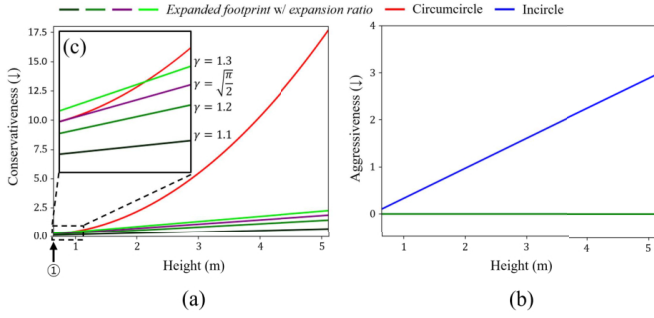 Expanded footprint w/ expansion ratio Circumcircle Incircle
Conservativeness (↓)
17.5
15.0
12.5
10.0
7.5
5.0
2.5
0.0
(c)
γ = 1.3
γ = √(π/2)
γ = 1.2
γ = 1.1
1 2 3 4 5
①
Height (m)
(a)
Aggressiveness (↓)
4
3
2
1
0
1 2 3 4 5
Height (m)
(b)